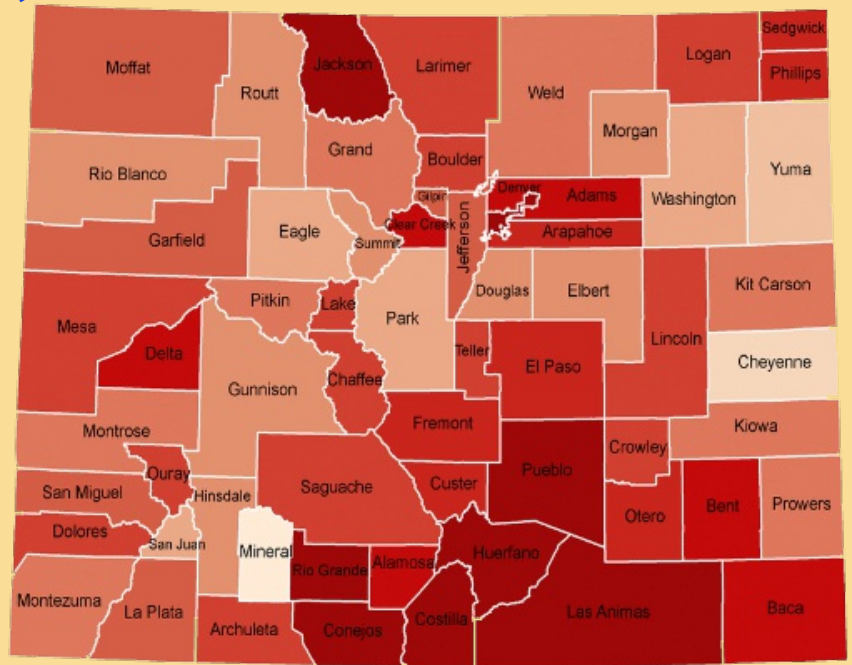 Sedgwick
Moffat
Jackson
Larimer
Logan
Phillips
Routt
Weld
Morgan
Grand
Boulder
Rio Blanco
Yuma
Washington
Gilpin
Denver
Adams
Clear Creek
Eagle
Summit
Jefferson
Arapahoe
Garfield
Kit Carson
Douglas
Elbert
Pitkin
Lake
Park
Mesa
Lincoln
Delta
Teller
El Paso
Cheyenne
Gunnison
Chaffee
Fremont
Kiowa
Montrose
Crowley
Pueblo
Ouray
Custer
San Miguel
Hinsdale
Saguache
Bent
Prowers
Otero
Dolores
San Juan
Mineral
Huerfano
Alamosa
Rio Grande
Montezuma
La Plata
Las Animas
Baca
Costilla
Archuleta
Conejos